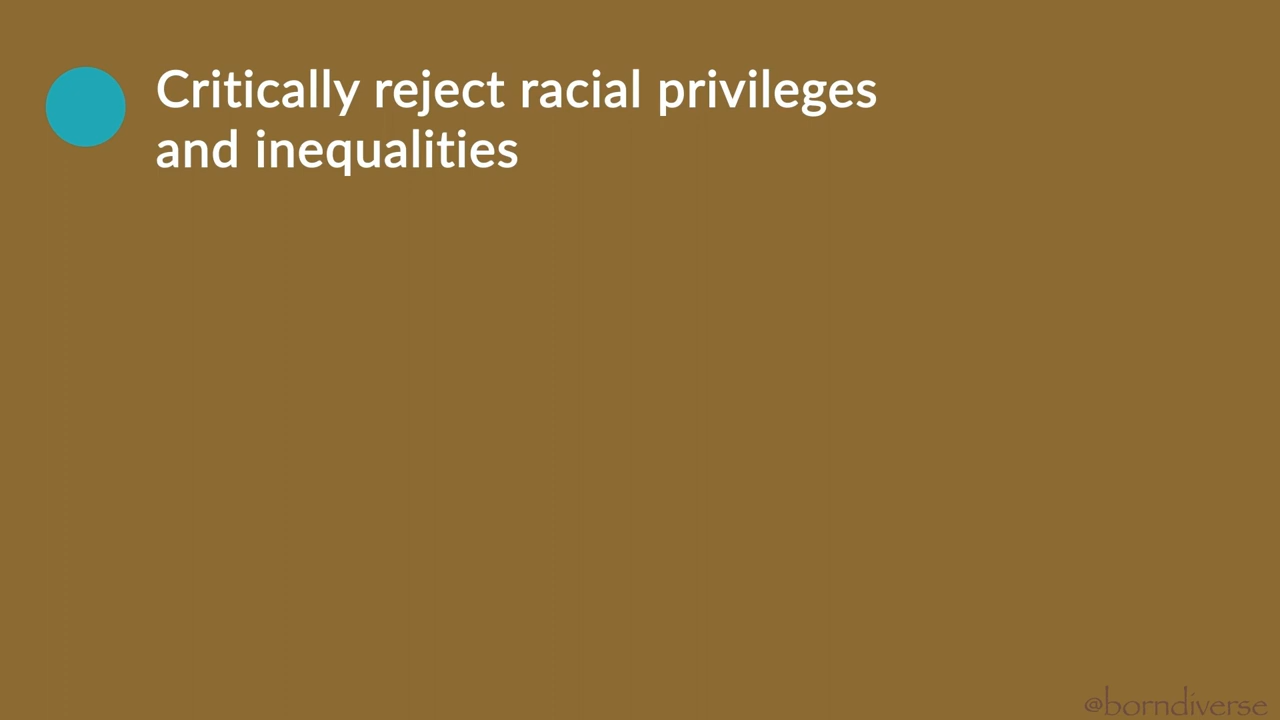 Critically reject racial privileges
and inequalities
@borndiverse